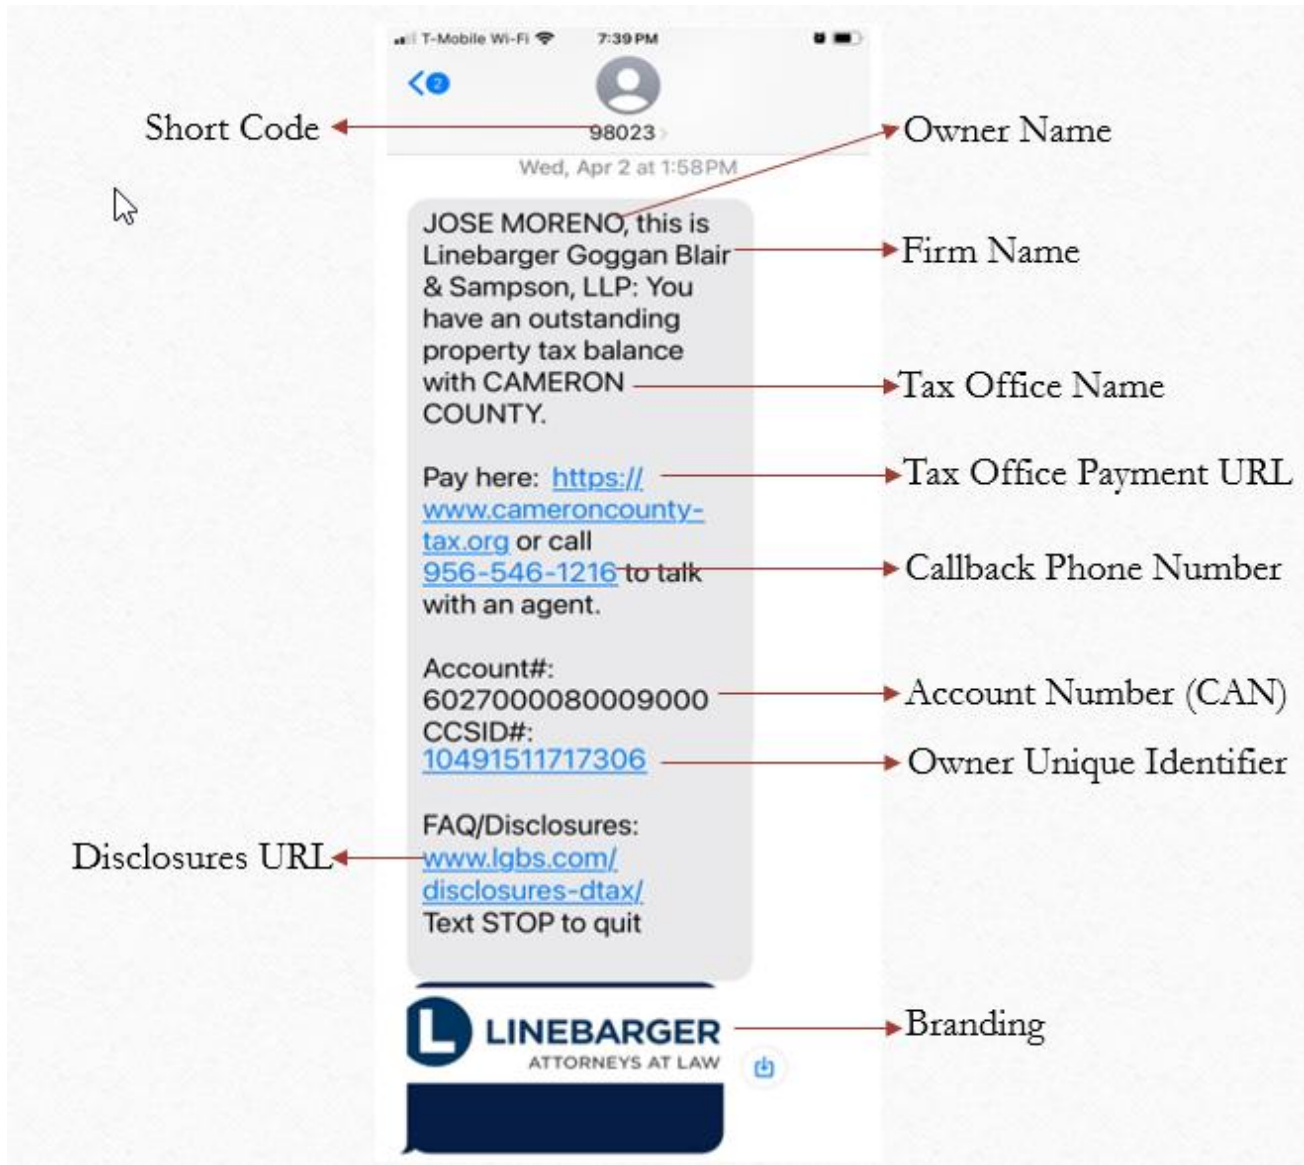 T-Mobile Wi-Fi 7:39 PM
2
98023 >
Short Code
Owner Name
Wed, Apr 2 at 1:58 PM
JOSE MORENO, this is
Linebarger Goggan Blair
& Sampson, LLP: You
have an outstanding
property tax balance
with CAMERON
COUNTY.
Firm Name
Tax Office Name
Pay here: https://
www.cameroncounty-
tax.org or call
956-546-1216 to talk
with an agent.
Tax Office Payment URL
Callback Phone Number
Account#:
6027000080009000
CCSID#:
10491511717306
Account Number (CAN)
Owner Unique Identifier
FAQ/Disclosures:
www.lgbs.com/
disclosures-dtax/
Text STOP to quit
Disclosures URL
L LINEBARGER
ATTORNEYS AT LAW
Branding